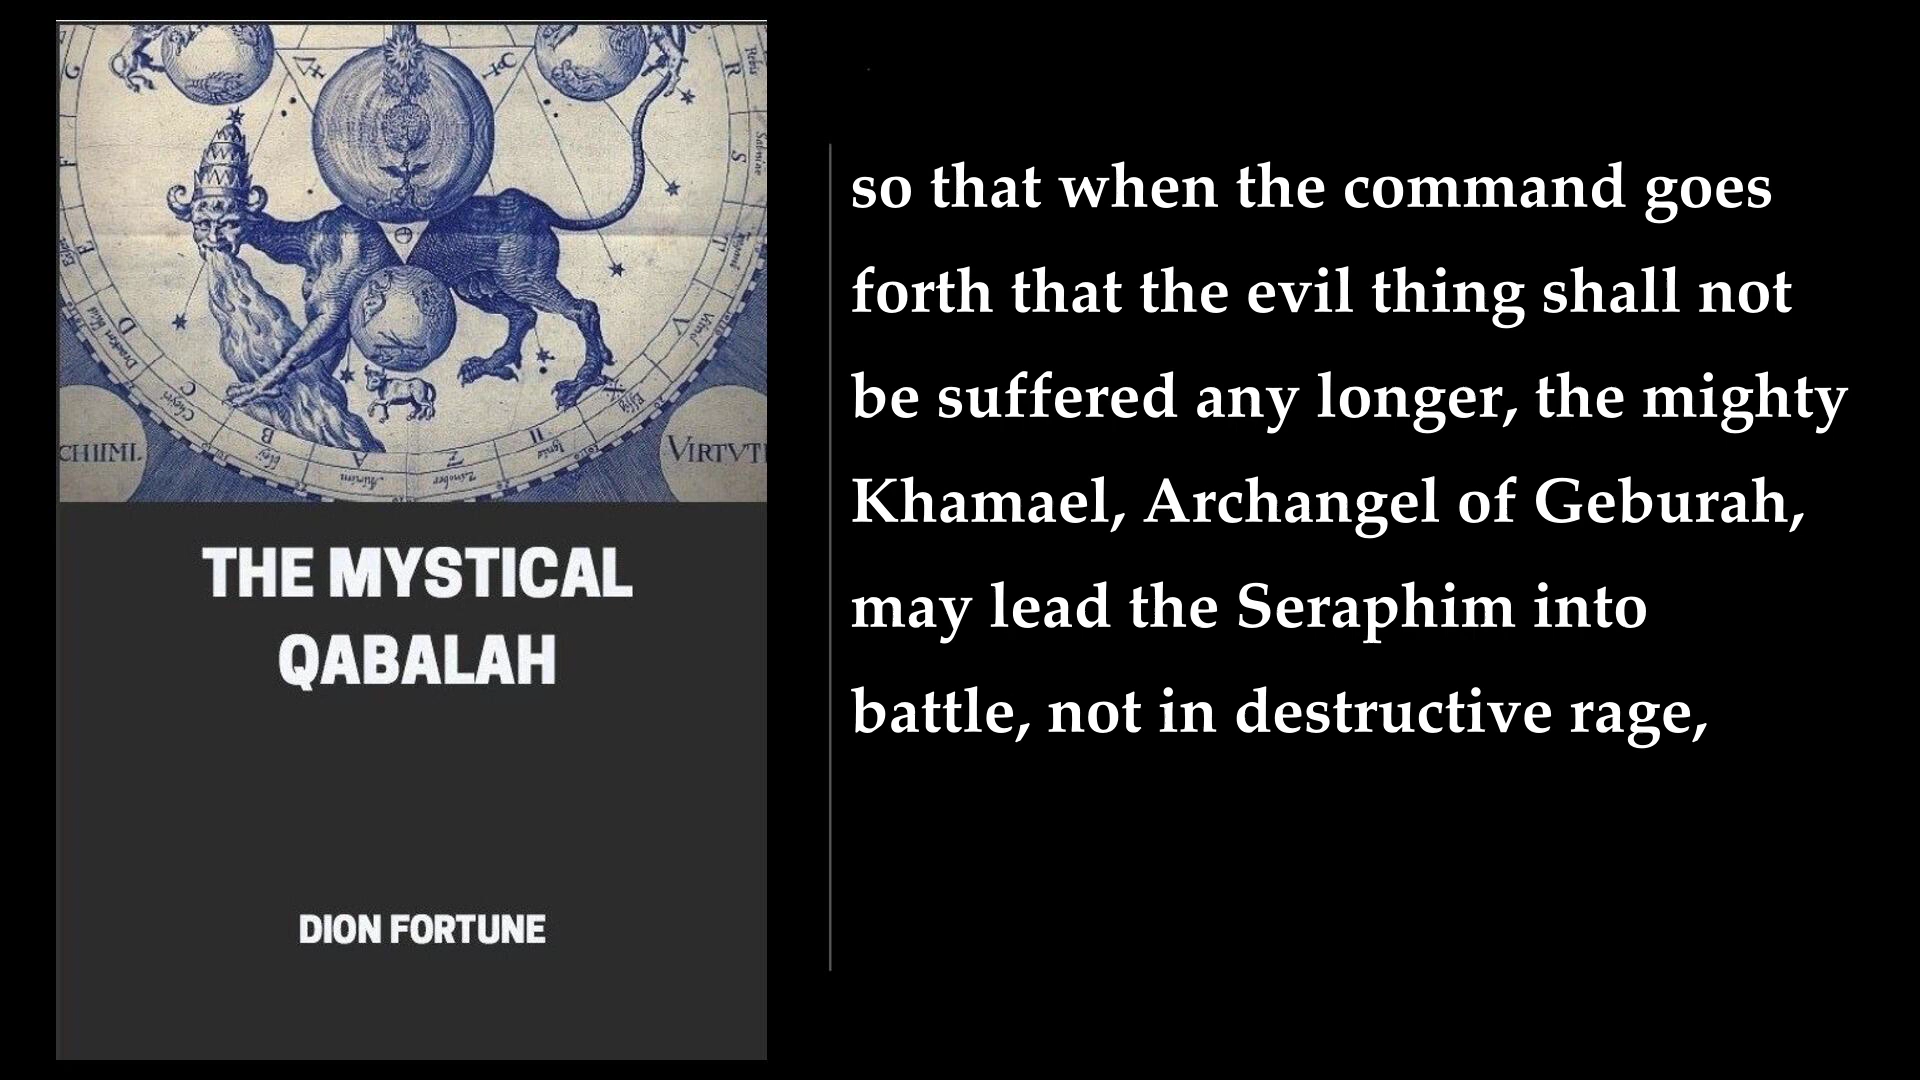 THE MYSTICAL
QABALAH
DION FORTUNE
CHIIMI.
VIRTVTI
so that when the command goes
forth that the evil thing shall not
be suffered any longer, the mighty
Khamael, Archangel of Geburah,
may lead the Seraphim into
battle, not in destructive rage,